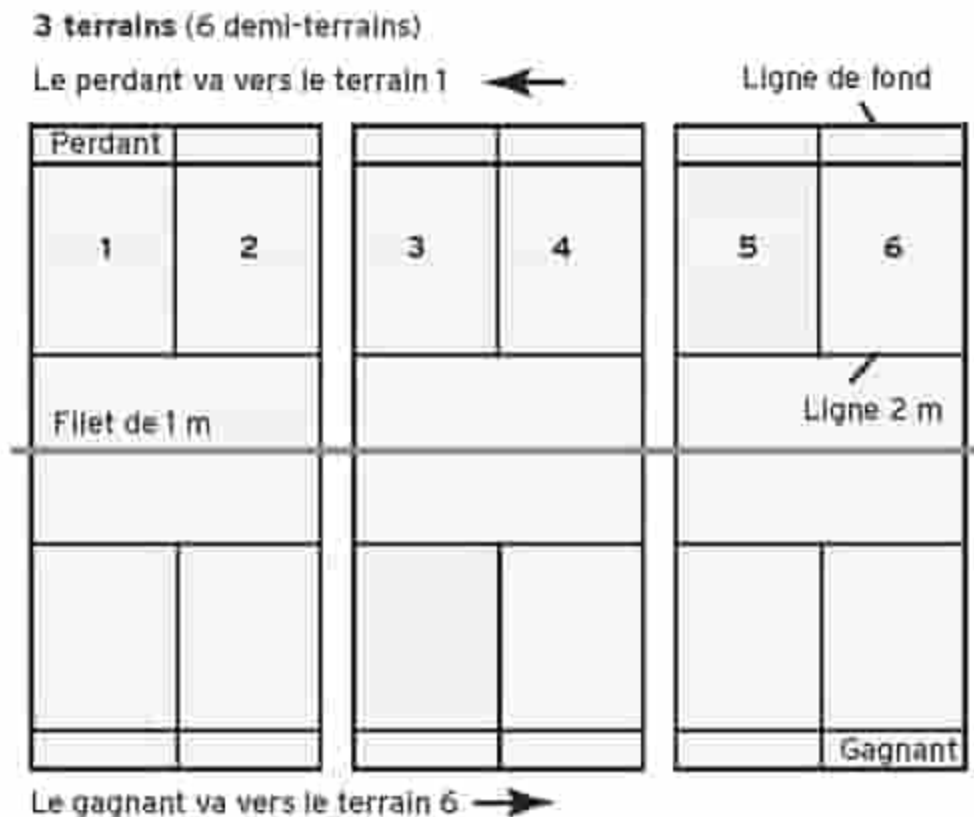 3 terrains (6 demi-terrains)
Le perdant va vers le terrain 1
Ligne de fond
Perdant
1 2 3 4 5 6
Ligne 2 m
Filet de 1 m
Gagnant
Le gagnant va vers le terrain 6